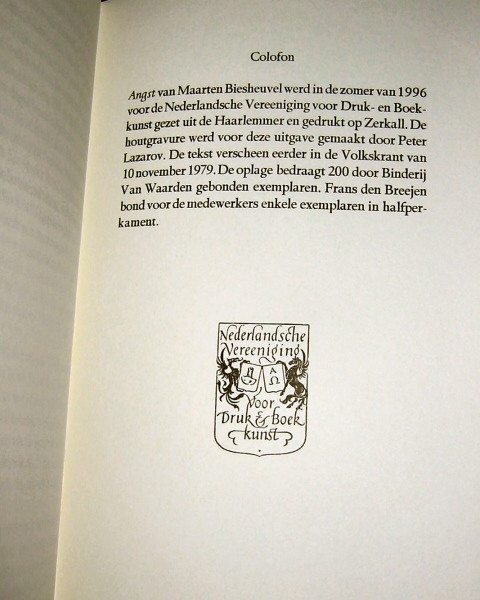 Colofon
Angst van Maarten Biesheuvel werd in de zomer van 1996
voor de Nederlandsche Vereeniging voor Druk- en Boek-
kunst gezet uit de Haarlemmer en gedrukt op Zerkall. De
houtgravure werd voor deze uitgave gemaakt door Peter
Lazarov. De tekst verscheen eerder in de Volkskrant van
10 november 1979. De oplage bedraagt 200 door Binderij
Van Waarden gebonden exemplaren. Frans den Breejen
bond voor de medewerkers enkele exemplaren in halfper-
kament.
Nederlandsche
Vereeniging
A Ω
voor
Druk & Boek
kunst